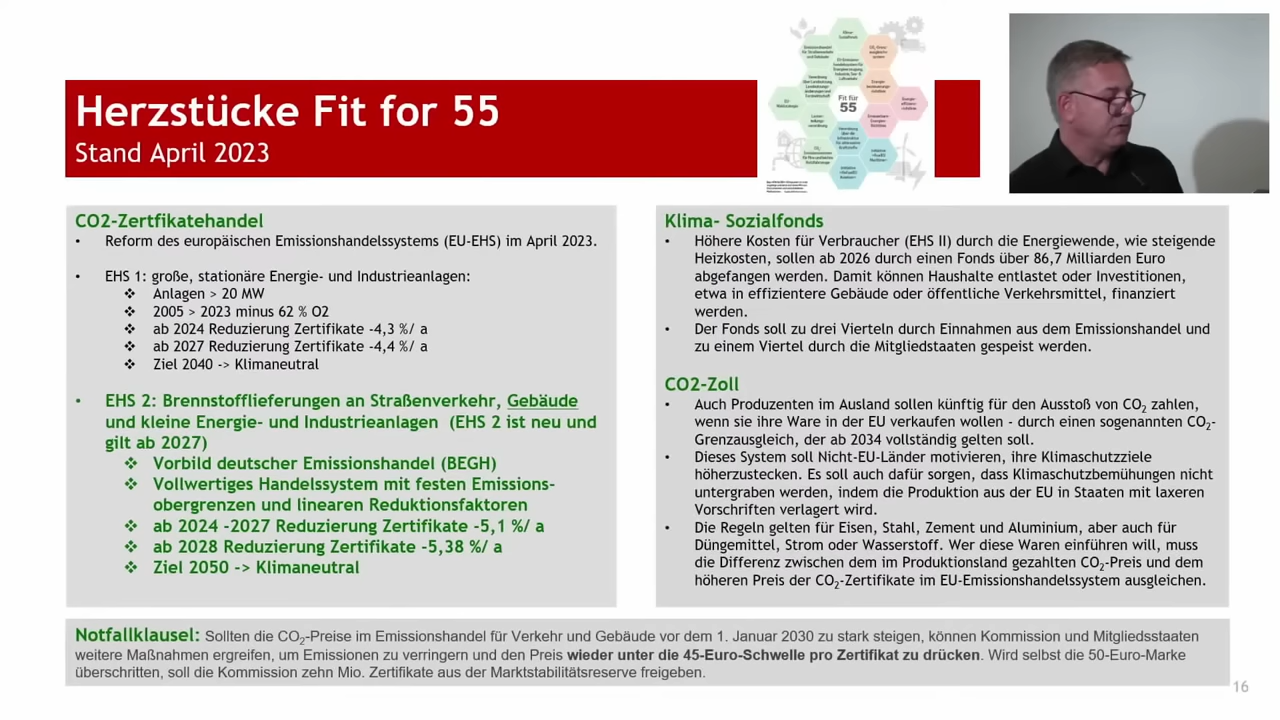 Herzstücke Fit for 55
Stand April 2023
Fit für
55
CO2-Zertfikatehandel
• Reform des europäischen Emissionshandelssystems (EU-EHS) im April 2023.
• EHS 1: große, stationäre Energie- und Industrieanlagen:
❖ Anlagen > 20 MW
❖ 2005 > 2023 minus 62 % O2
❖ ab 2024 Reduzierung Zertifikate -4,3 %/ a
❖ ab 2027 Reduzierung Zertifikate -4,4 %/ a
❖ Ziel 2040 -> Klimaneutral
• EHS 2: Brennstofflieferungen an Straßenverkehr, Gebäude
und kleine Energie- und Industrieanlagen (EHS 2 ist neu und
gilt ab 2027)
❖ Vorbild deutscher Emissionshandel (BEGH)
❖ Vollwertiges Handelssystem mit festen Emissions-
obergrenzen und linearen Reduktionsfaktoren
❖ ab 2024 -2027 Reduzierung Zertifikate -5,1 %/ a
❖ ab 2028 Reduzierung Zertifikate -5,38 %/ a
❖ Ziel 2050 -> Klimaneutral
Klima- Sozialfonds
• Höhere Kosten für Verbraucher (EHS II) durch die Energiewende, wie steigende
Heizkosten, sollen ab 2026 durch einen Fonds über 86,7 Milliarden Euro
abgefangen werden. Damit können Haushalte entlastet oder Investitionen,
etwa in effizientere Gebäude oder öffentliche Verkehrsmittel, finanziert
werden.
• Der Fonds soll zu drei Vierteln durch Einnahmen aus dem Emissionshandel und
zu einem Viertel durch die Mitgliedstaaten gespeist werden.
CO2-Zoll
• Auch Produzenten im Ausland sollen künftig für den Ausstoß von CO₂ zahlen,
wenn sie ihre Ware in der EU verkaufen wollen - durch einen sogenannten CO₂-
Grenzausgleich, der ab 2034 vollständig gelten soll.
• Dieses System soll Nicht-EU-Länder motivieren, ihre Klimaschutzziele
höherzustecken. Es soll auch dafür sorgen, dass Klimaschutzbemühungen nicht
untergraben werden, indem die Produktion aus der EU in Staaten mit laxeren
Vorschriften verlagert wird.
• Die Regeln gelten für Eisen, Stahl, Zement und Aluminium, aber auch für
Düngemittel, Strom oder Wasserstoff. Wer diese Waren einführen will, muss
die Differenz zwischen dem im Produktionsland gezahlten CO₂-Preis und dem
höheren Preis der CO₂-Zertifikate im EU-Emissionshandelssystem ausgleichen.
Notfallklausel: Sollten die CO₂-Preise im Emissionshandel für Verkehr und Gebäude vor dem 1. Januar 2030 zu stark steigen, können Kommission und Mitgliedsstaaten
weitere Maßnahmen ergreifen, um Emissionen zu verringern und den Preis wieder unter die 45-Euro-Schwelle pro Zertifikat zu drücken. Wird selbst die 50-Euro-Marke
überschritten, soll die Kommission zehn Mio. Zertifikate aus der Marktstabilitätsreserve freigeben.
16